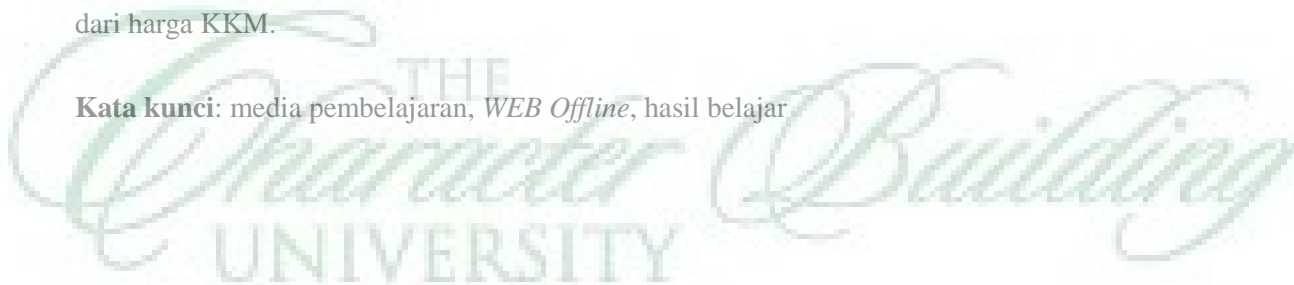 dari harga KKM.
THE
Kata kunci: media pembelajaran, WEB Offline, hasil belajar
Character Building
UNIVERSITY